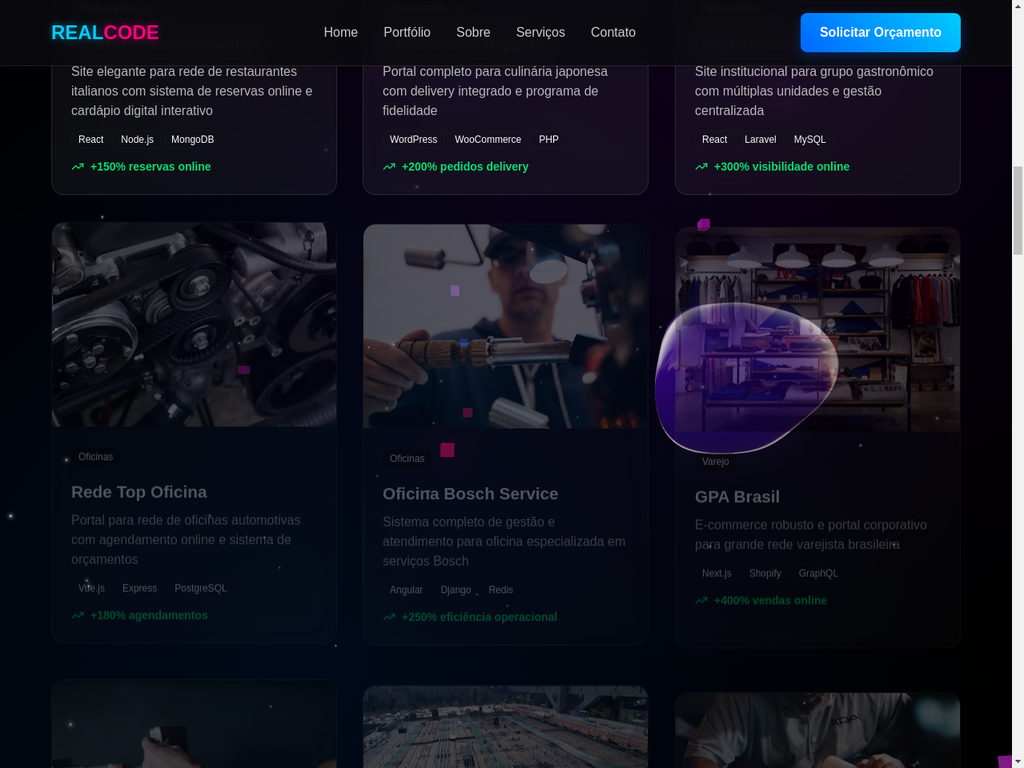 REALCODE
Home
Portfólio
Sobre
Serviços
Contato
Solicitar Orçamento
Site elegante para rede de restaurantes
italianos com sistema de reservas online e
cardápio digital interativo
React
Node.js
MongoDB
+150% reservas online
Portal completo para culinária japonesa
com delivery integrado e programa de
fidelidade
WordPress
WooCommerce
PHP
+200% pedidos delivery
Site institucional para grupo gastronômico
com múltiplas unidades e gestão
centralizada
React
Laravel
MySQL
+300% visibilidade online
Oficinas
Rede Top Oficina
Portal para rede de oficinas automotivas
com agendamento online e sistema de
orçamentos
Vue.js
Express
PostgreSQL
+180% agendamentos
Oficinas
Oficina Bosch Service
Sistema completo de gestão e
atendimento para oficina especializada em
serviços Bosch
Angular
Django
Redis
+250% eficiência operacional
Varejo
GPA Brasil
E-commerce robusto e portal corporativo
para grande rede varejista brasileira
Next.js
Shopify
GraphQL
+400% vendas online